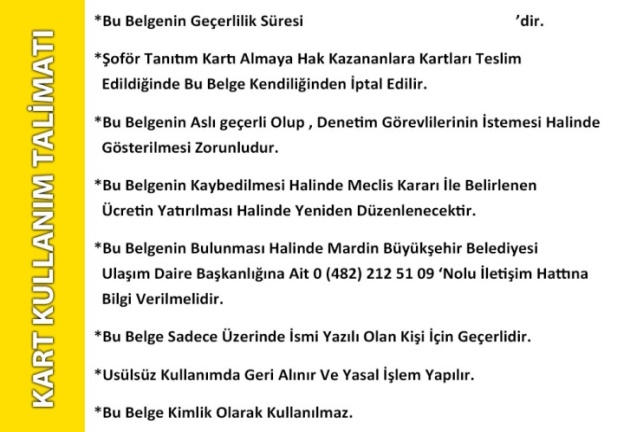 KART KULLANIM TALİMATI
*Bu Belgenin Geçerlilik Süresi 'dir.
*Şoför Tanıtım Kartı Almaya Hak Kazananlara Kartları Teslim
Edildiğinde Bu Belge Kendiliğinden İptal Edilir.
*Bu Belgenin Aslı geçerli Olup , Denetim Görevlilerinin İstemesi Halinde
Gösterilmesi Zorunludur.
*Bu Belgenin Kaybedilmesi Halinde Meclis Kararı İle Belirlenen
Ücretin Yatırılması Halinde Yeniden Düzenlenecektir.
*Bu Belgenin Bulunması Halinde Mardin Büyükşehir Belediyesi
Ulaşım Daire Başkanlığına Ait 0 (482) 212 51 09 ‘Nolu İletişim Hattına
Bilgi Verilmelidir.
*Bu Belge Sadece Üzerinde İsmi Yazılı Olan Kişi İçin Geçerlidir.
*Usülsüz Kullanımda Geri Alınır Ve Yasal İşlem Yapılır.
*Bu Belge Kimlik Olarak Kullanılmaz.